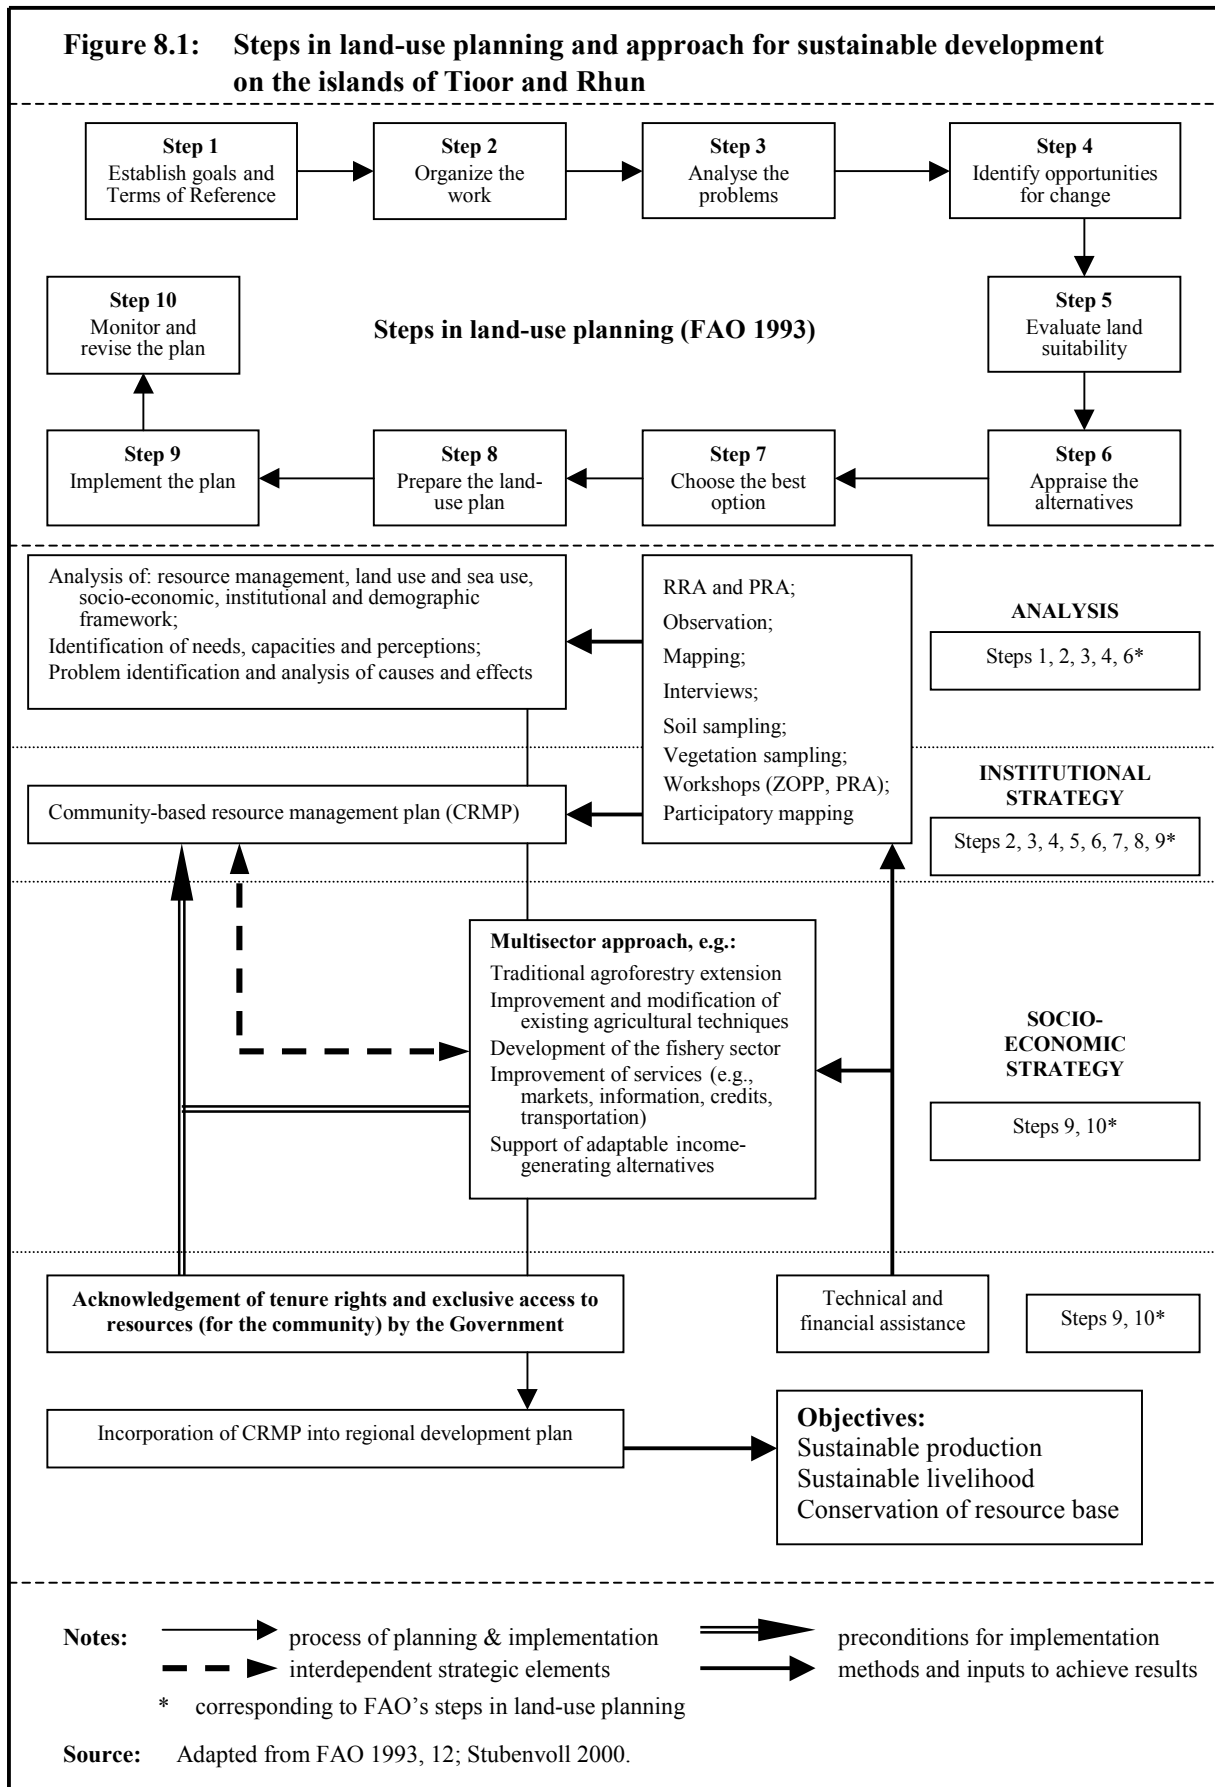 Figure 8.1: Steps in land-use planning and approach for sustainable development
on the islands of Tioor and Rhun
Step 1
Establish goals and
Terms of Reference
Step 2
Organize the
work
Step 3
Analyse the
problems
Step 4
Identify opportunities
for change
Step 10
Monitor and
revise the plan
Steps in land-use planning (FAO 1993)
Step 5
Evaluate land
suitability
Step 9
Implement the plan
Step 8
Prepare the land-
use plan
Step 7
Choose the best
option
Step 6
Appraise the
alternatives
Analysis of: resource management, land use and sea use,
socio-economic, institutional and demographic
framework;
Identification of needs, capacities and perceptions;
Problem identification and analysis of causes and effects
RRA and PRA;
Observation;
Mapping;
Interviews;
Soil sampling;
Vegetation sampling;
Workshops (ZOPP, PRA);
Participatory mapping
ANALYSIS
Steps 1, 2, 3, 4, 6*
Community-based resource management plan (CRMP)
INSTITUTIONAL
STRATEGY
Steps 2, 3, 4, 5, 6, 7, 8, 9*
Multisector approach, e.g.:
Traditional agroforestry extension
Improvement and modification of
existing agricultural techniques
Development of the fishery sector
Improvement of services (e.g.,
markets, information, credits,
transportation)
Support of adaptable income-
generating alternatives
SOCIO-
ECONOMIC
STRATEGY
Steps 9, 10*
Acknowledgement of tenure rights and exclusive access to
resources (for the community) by the Government
Technical and
financial assistance
Steps 9, 10*
Incorporation of CRMP into regional development plan
Objectives:
Sustainable production
Sustainable livelihood
Conservation of resource base
Notes: process of planning & implementation preconditions for implementation
interdependent strategic elements methods and inputs to achieve results
* corresponding to FAO's steps in land-use planning
Source: Adapted from FAO 1993, 12; Stubenvoll 2000.